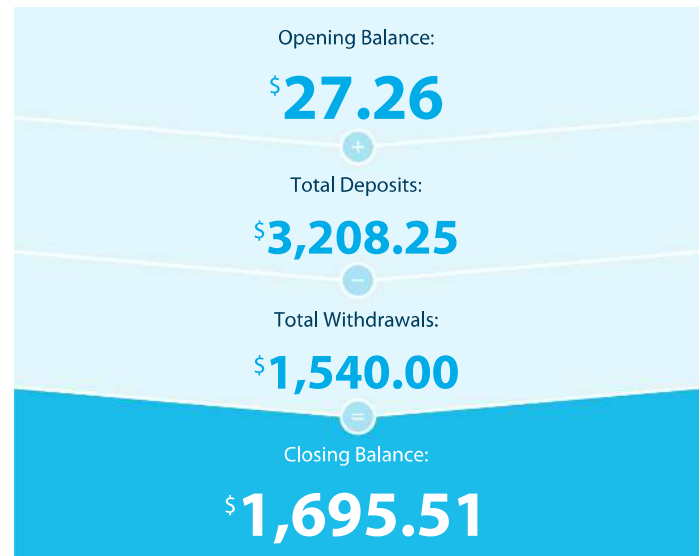 Opening Balance:
$27.26
+
Total Deposits:
$3,208.25
−
Total Withdrawals:
$1,540.00
=
Closing Balance:
$1,695.51